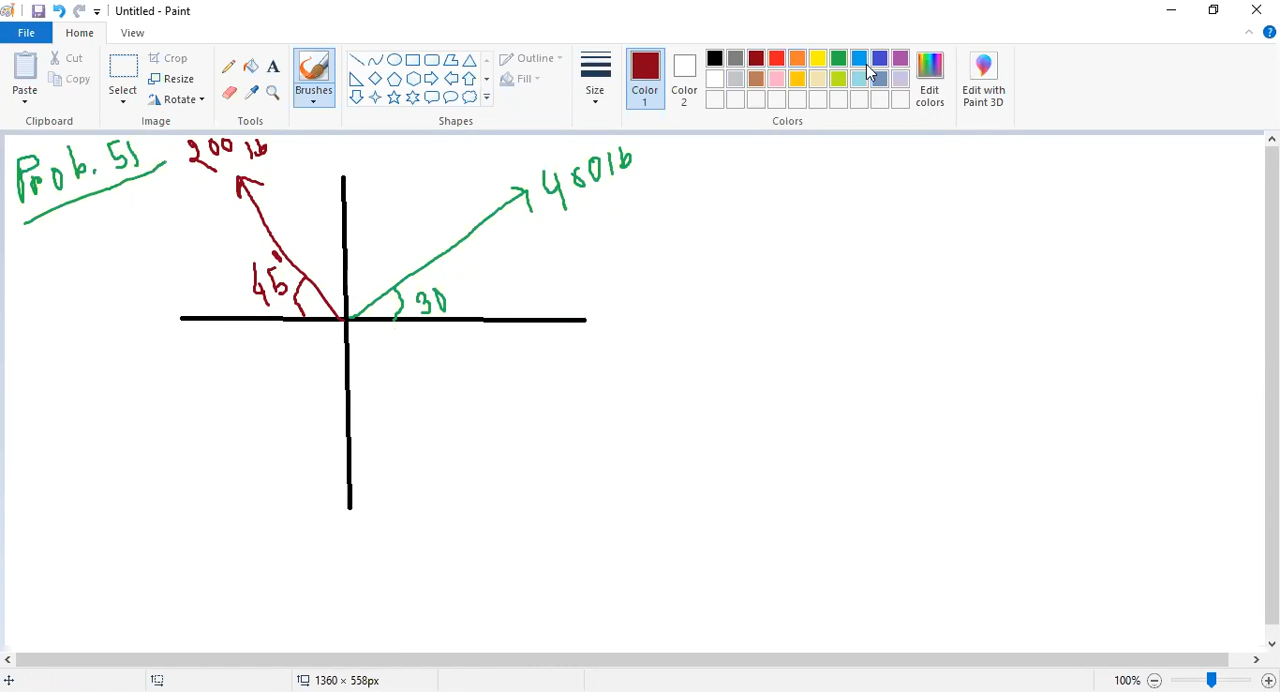 Untitled - Paint
File
Home
View
Paste
Cut
Copy
Clipboard
Select
Crop
Resize
Rotate
Image
A
Tools
Brushes
Outline
Fill
Shapes
Size
Color 1
Color 2
Edit colors
Colors
Edit with Paint 3D
Prob. 51
200 lb
480 lb
45
30
1360 × 558px
100%